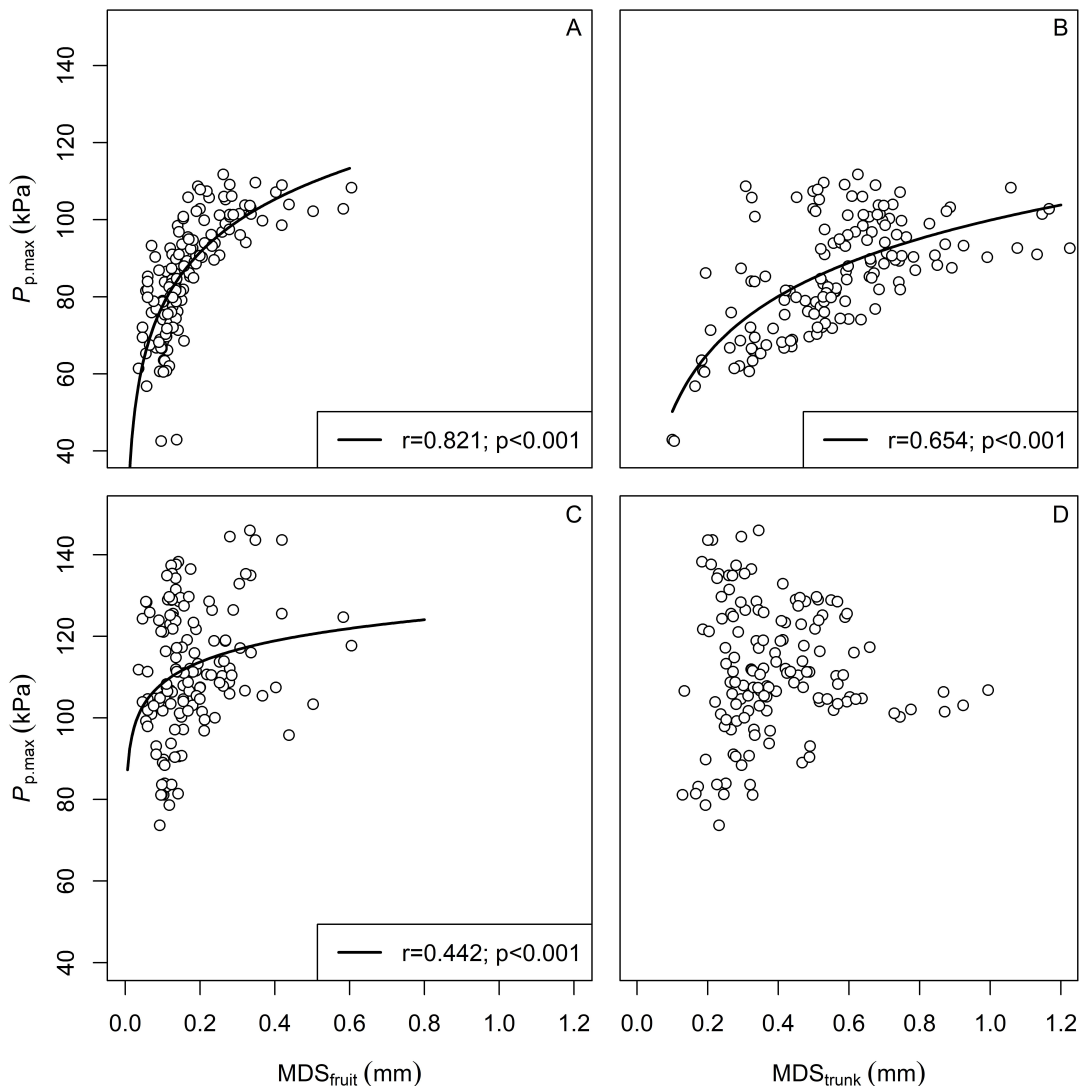 A
B
140
120
100
80
60
40
Pp.max (kPa)
r=0.821; p<0.001
r=0.654; p<0.001
C
D
140
120
100
80
60
40
Pp.max (kPa)
r=0.442; p<0.001
0.0 0.2 0.4 0.6 0.8 1.0 1.2
0.0 0.2 0.4 0.6 0.8 1.0 1.2
MDSfruit (mm)
MDStrunk (mm)